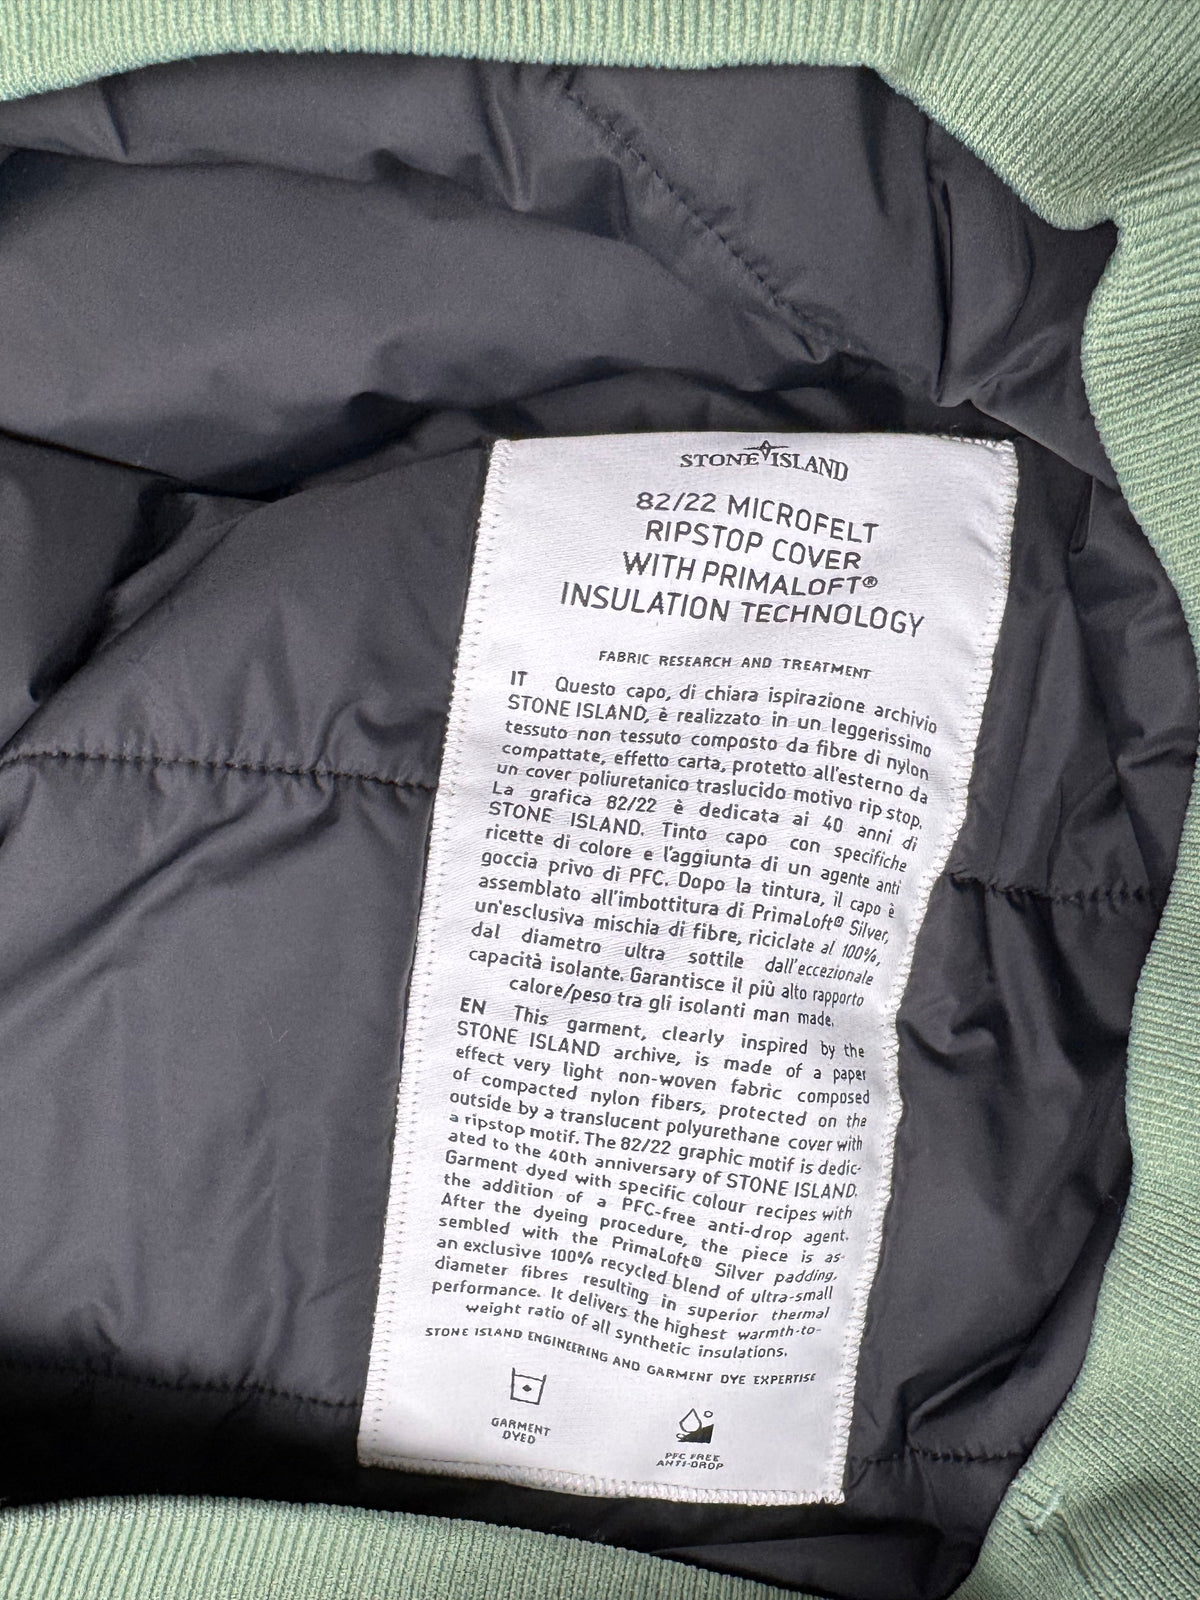 STONE ISLAND
82/22 MICROFELT
RIPSTOP COVER
WITH PRIMALOFT®
INSULATION TECHNOLOGY
FABRIC RESEARCH AND TREATMENT
IT Questo capo, di chiara ispirazione archivio
STONE ISLAND, è realizzato in un leggerissimo
tessuto non tessuto composto da fibre di nylon
compattate, effetto carta, protetto all'esterno da
un cover poliuretanico traslucido motivo rip stop.
La grafica 82/22 è dedicata ai 40 anni di
STONE ISLAND. Tinto capo con specifiche
ricette di colore e l'aggiunta di un agente anti
goccia privo di PFC. Dopo la tintura, il capo è
assemblato all'imbottitura di PrimaLoft® Silver,
un'esclusiva mischia di fibre, riciclate al 100%,
dal diametro ultra sottile dall'eccezionale
capacità isolante. Garantisce il più alto rapporto
calore/peso tra gli isolanti man made.
EN This garment, clearly inspired by the
STONE ISLAND archive, is made of a paper
effect very light non-woven fabric composed
of compacted nylon fibers, protected on the
outside by a translucent polyurethane cover with
a ripstop motif. The 82/22 graphic motif is dedic-
ated to the 40th anniversary of STONE ISLAND.
Garment dyed with specific colour recipes with
the addition of a PFC-free anti-drop agent.
After the dyeing procedure, the piece is as-
sembled with the PrimaLoft® Silver padding,
an exclusive 100% recycled blend of ultra-small
diameter fibres resulting in superior thermal
performance. It delivers the highest warmth-to-
weight ratio of all synthetic insulations.
STONE ISLAND ENGINEERING AND GARMENT DYE EXPERTISE
GARMENT
DYED
PFC FREE
ANTI-DROP